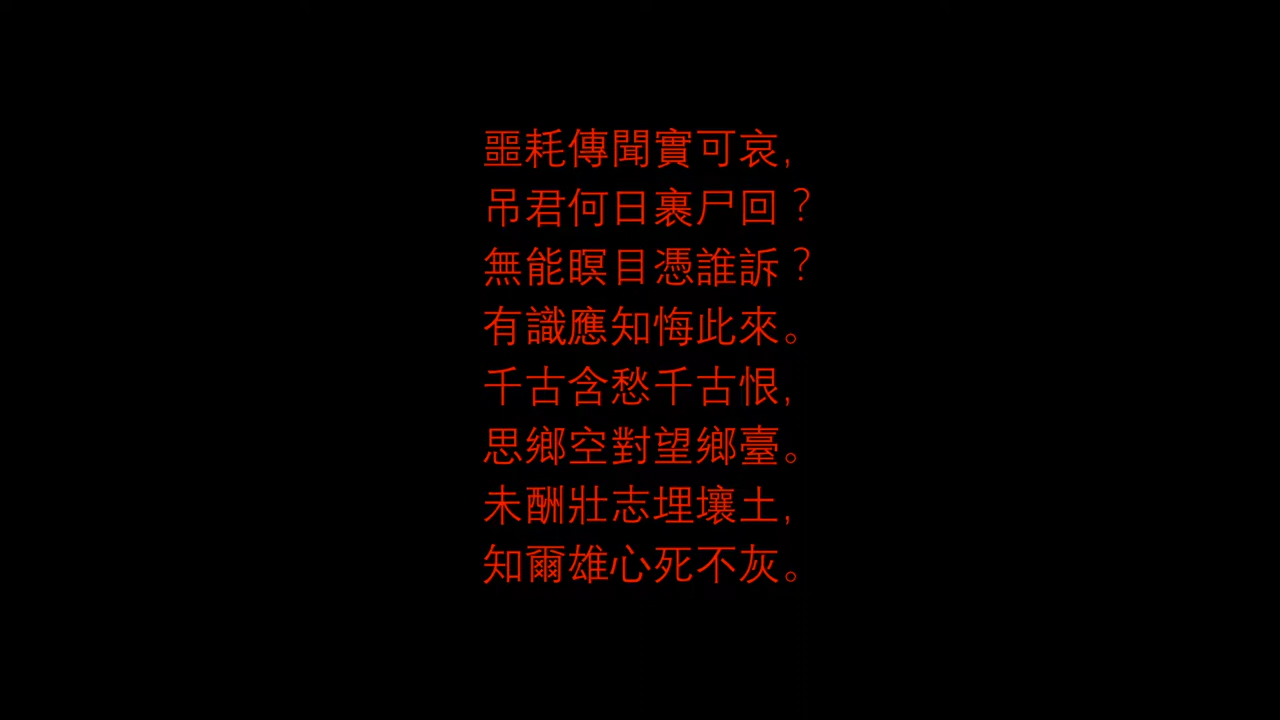 噩耗傳聞實可哀,
吊君何日裹尸回?
無能瞑目憑誰訴?
有識應知悔此來。
千古含愁千古恨,
思鄉空對望鄉臺。
未酬壯志埋壤土,
知爾雄心死不灰。